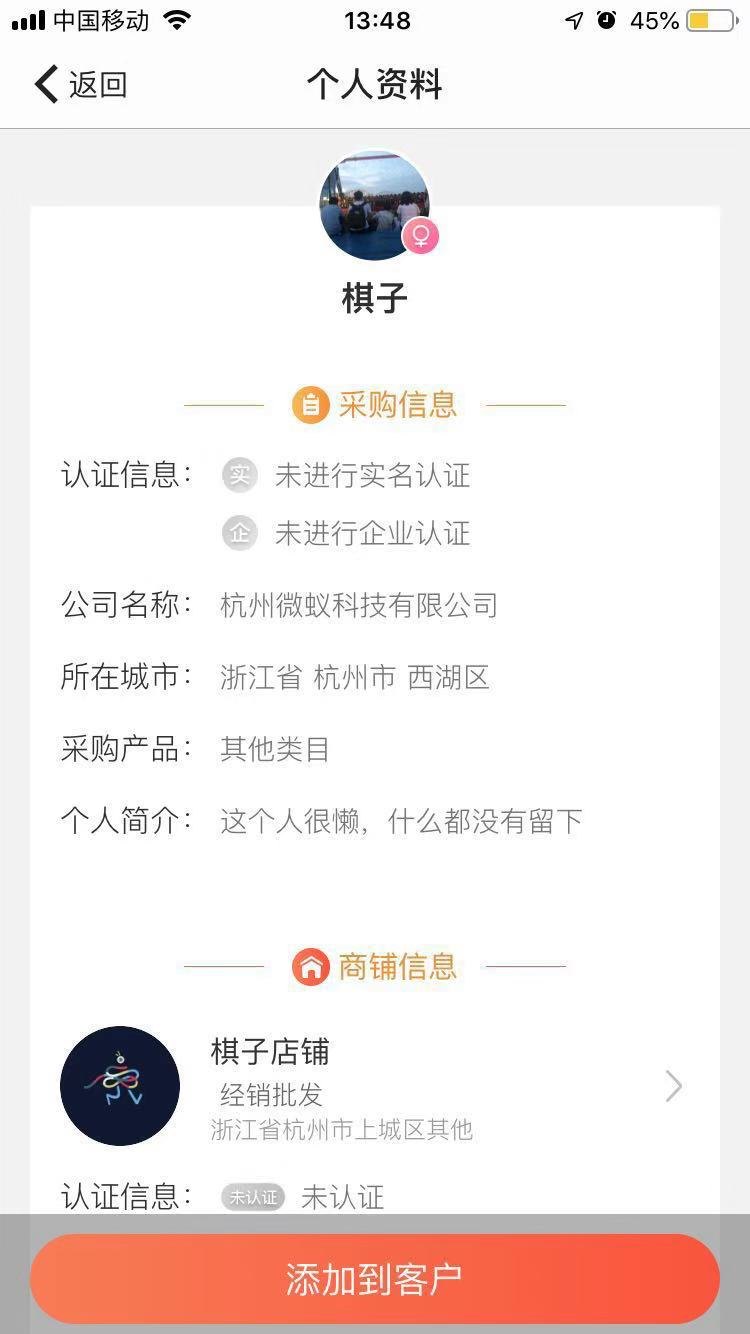 中国移动 13:48 45%
返回 个人资料
棋子
采购信息
认证信息： 实 未进行实名认证
企 未进行企业认证
公司名称： 杭州微蚁科技有限公司
所在城市： 浙江省 杭州市 西湖区
采购产品： 其他类目
个人简介： 这个人很懒，什么都没有留下
商铺信息
棋子店铺
经销批发
浙江省杭州市上城区其他
认证信息： 未认证 未认证
添加到客户